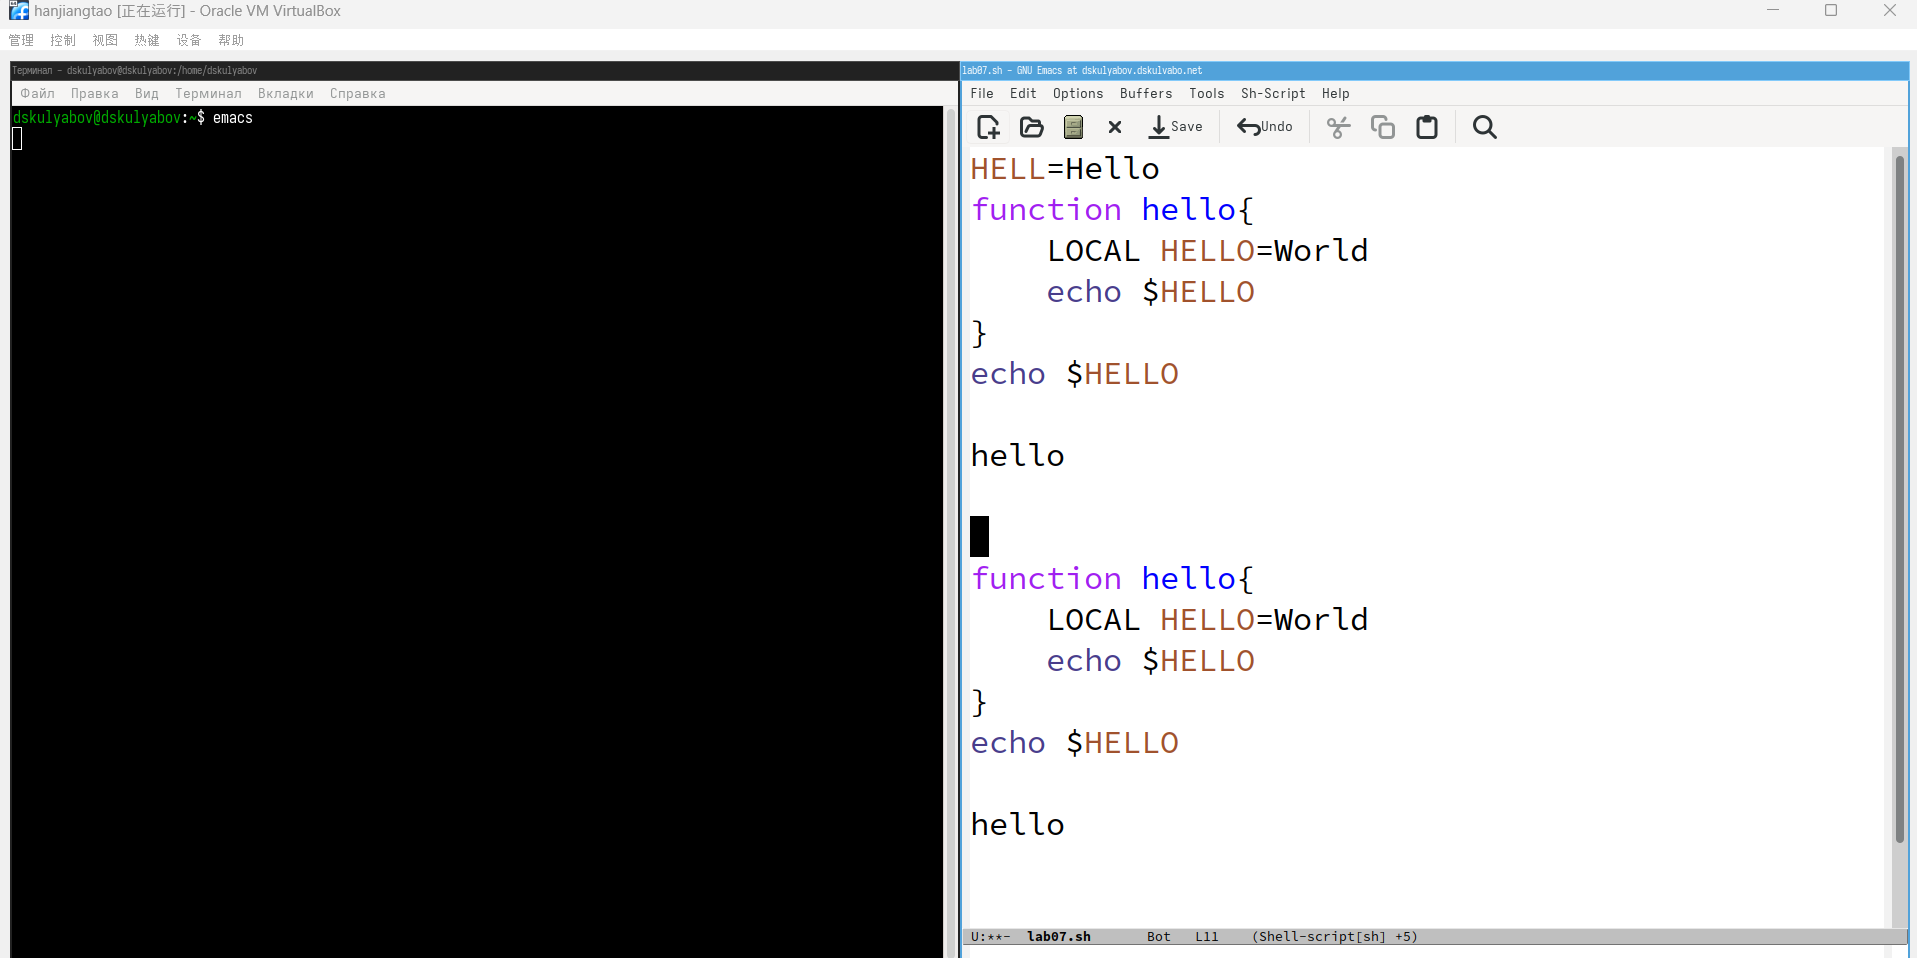 hanjiangtao [正在运行] - Oracle VM VirtualBox
管理 控制 视图 热键 设备 帮助
Терминал - dskulyabov@dskulyabov:/home/dskulyabov
Файл Правка Вид Терминал Вкладки Справка
dskulyabov@dskulyabov:~$ emacs
lab07.sh - GNU Emacs at dskulyabov.dskulvabo.net
File Edit Options Buffers Tools Sh-Script Help
Save Undo
HELL=Hello
function hello{
LOCAL HELLO=World
echo $HELLO
}
echo $HELLO
hello
function hello{
LOCAL HELLO=World
echo $HELLO
}
echo $HELLO
hello
U:**- lab07.sh Bot L11 (Shell-script[sh] +5)